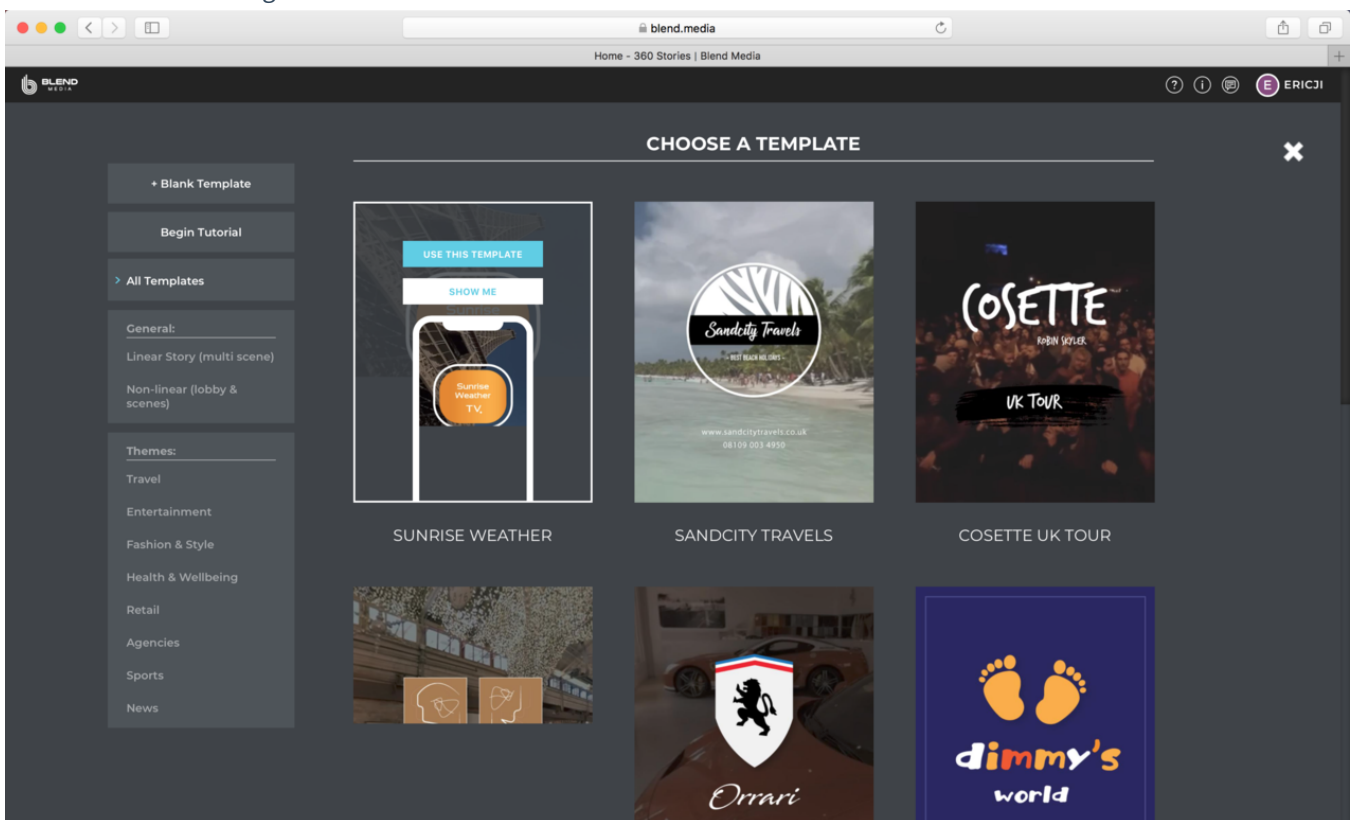 blend.media
Home - 360 Stories | Blend Media
BLEND
MEDIA
? i
E ERICJI
CHOOSE A TEMPLATE
+ Blank Template
Begin Tutorial
All Templates
General:
Linear Story (multi scene)
Non-linear (lobby &
scenes)
Themes:
Travel
Entertainment
Fashion & Style
Health & Wellbeing
Retail
Agencies
Sports
News
USE THIS TEMPLATE
SHOW ME
Sunrise
Weather
TV
SUNRISE WEATHER
Sandcity Travels
- BEST BEACH HOLIDAYS -
www.sandcitytravels.co.uk
08109 003 4950
SANDCITY TRAVELS
COSETTE
ROBIN SKYLER
UK TOUR
COSETTE UK TOUR
Orrari
dimmy's
world